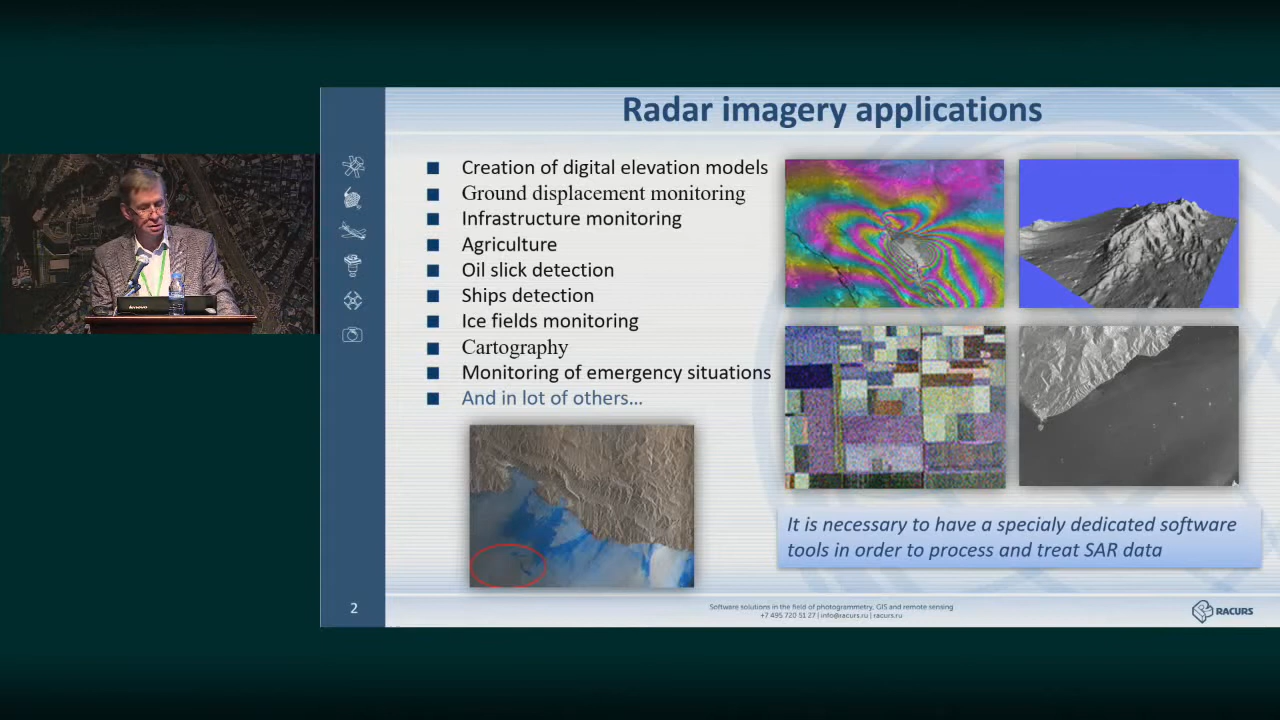 Radar imagery applications
Creation of digital elevation models
Ground displacement monitoring
Infrastructure monitoring
Agriculture
Oil slick detection
Ships detection
Ice fields monitoring
Cartography
Monitoring of emergency situations
And in lot of others...
It is necessary to have a specialy dedicated software
tools in order to process and treat SAR data
2
Software solutions in the field of photogrammetry, GIS and remote sensing
+7 495 720 51 27 | info@racurs.ru | racurs.ru
RACURS
lenovo